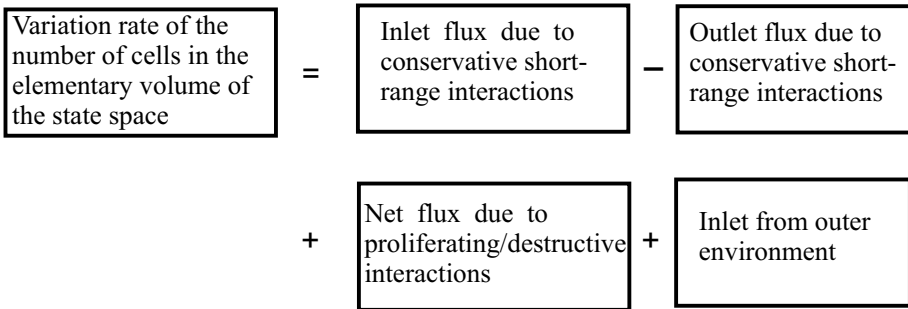 Variation rate of the
number of cells in the
elementary volume of
the state space
=
Inlet flux due to
conservative short-
range interactions
−
Outlet flux due to
conservative short-
range interactions
+
Net flux due to
proliferating/destructive
interactions
+
Inlet from outer
environment